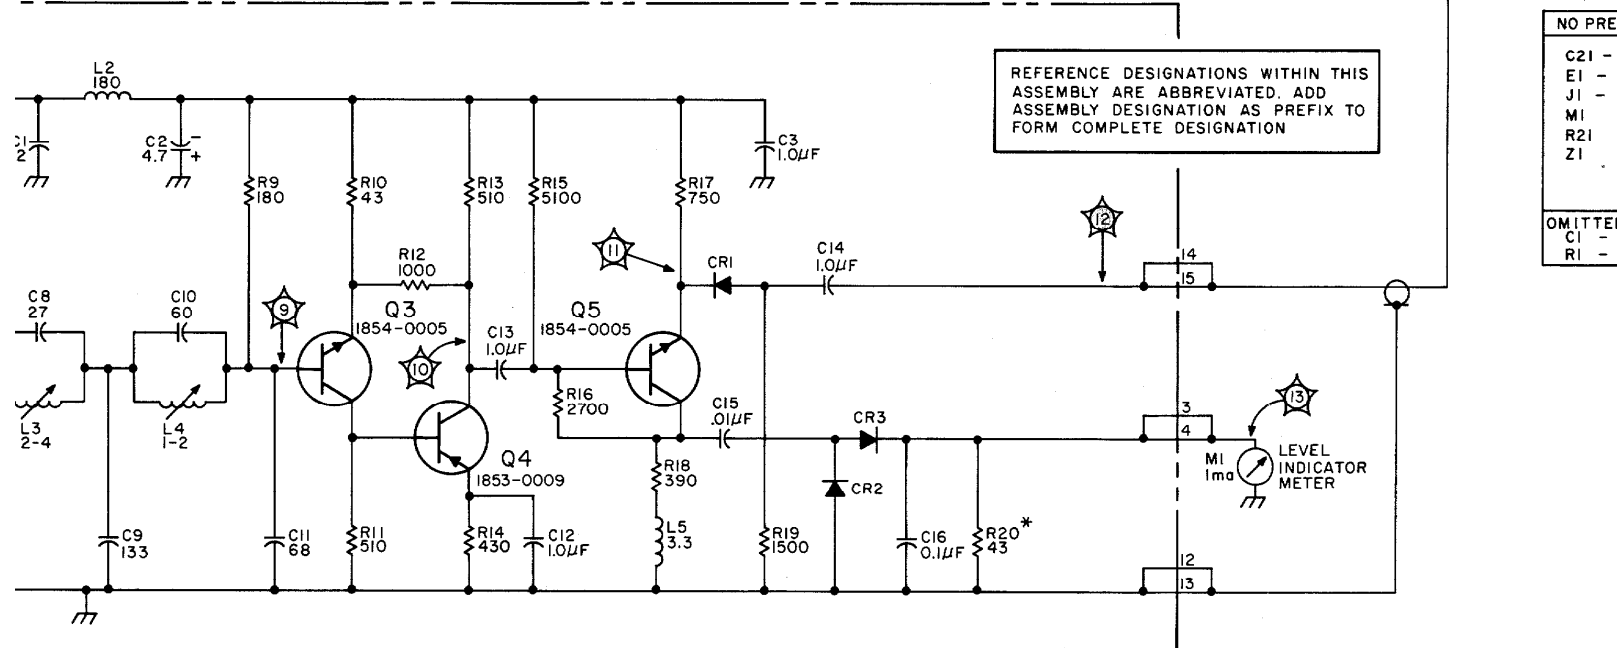 L2
180
C2
4.7
-
+
C3
1.0µF
R9
180
R10
43
R13
510
R15
5100
R17
750
REFERENCE DESIGNATIONS WITHIN THIS
ASSEMBLY ARE ABBREVIATED. ADD
ASSEMBLY DESIGNATION AS PREFIX TO
FORM COMPLETE DESIGNATION
NO PRE
C21 -
E1 -
J1 -
M1
R21
Z1
OMITTE
C1 -
R1 -
12
11
R12
1000
CR1
C14
1.0µF
14
15
C8
27
C10
60
9
Q3
1854-0005
10
C13
1.0µF
Q5
1854-0005
R16
2700
C15
.01µF
CR3
3
4
13
L3
2-4
L4
1-2
Q4
1853-0009
R18
390
CR2
M1
1ma
LEVEL
INDICATOR
METER
C9
133
C11
68
R11
510
R14
430
C12
1.0µF
L5
3.3
R19
1500
C16
0.1µF
R20*
43
12
13